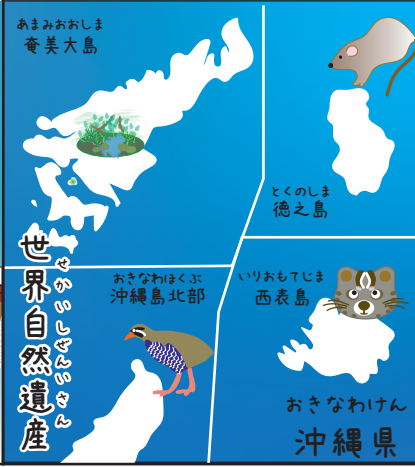 あまみおおしま
奄美大島
とくのしま
徳之島
おきなわほくぶ
沖縄島北部
いりおもてじま
西表島
世界自然遺産
せかいしぜんいさん
おきなわけん
沖縄県